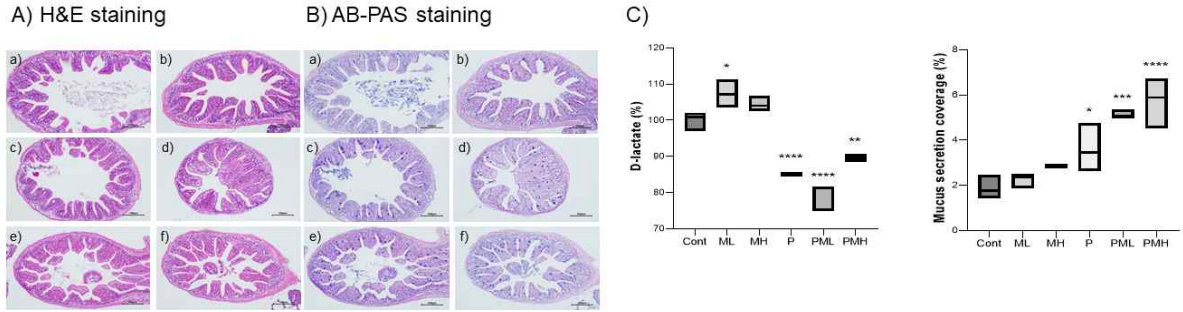 A) H&E staining
B) AB-PAS staining
C)
a)
b)
c)
d)
e)
f)
a)
b)
c)
d)
e)
f)
D-lactate (%)
120
110
100
90
80
70
*
****
****
**
Cont ML MH P PML PMH
Mucus secretion coverage (%)
8
6
4
2
0
*
***
****
Cont ML MH P PML PMH